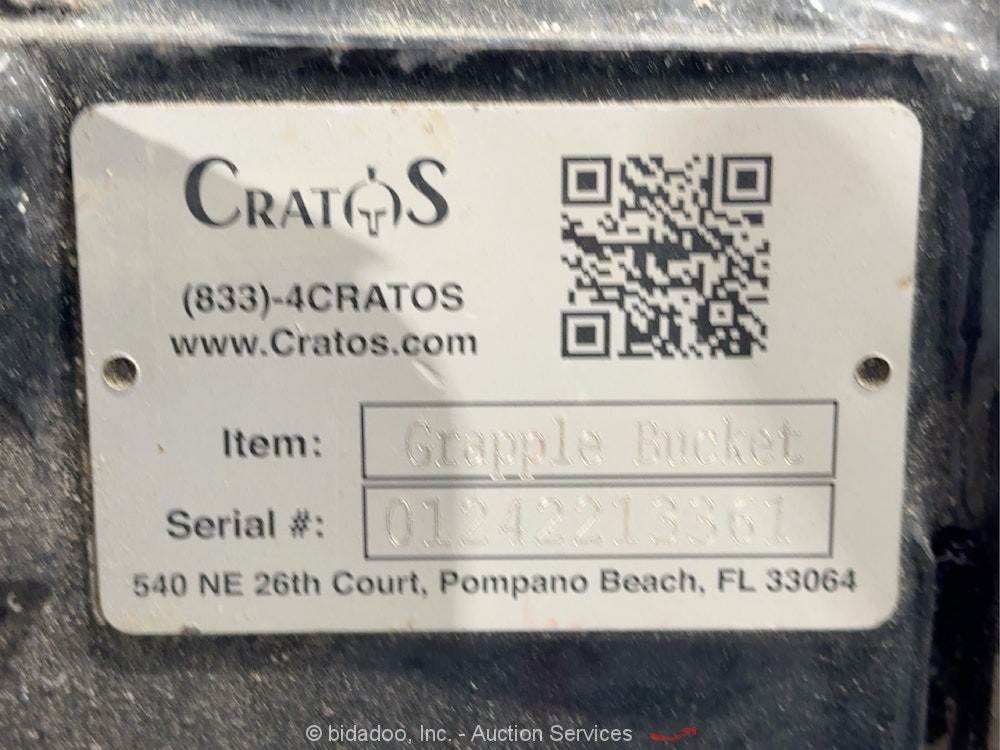 CRATOS
(833)-4CRATOS
www.Cratos.com
Item: Grapple Bucket
Serial #: 01242213361
540 NE 26th Court, Pompano Beach, FL 33064
© bidadoo, Inc. - Auction Services